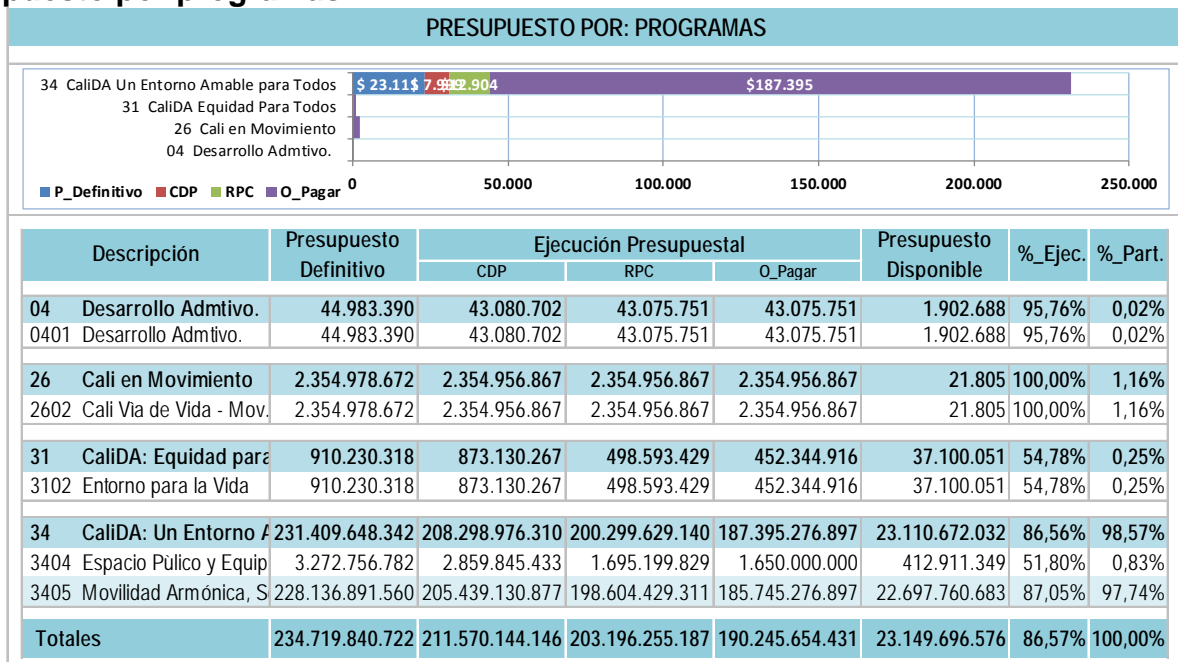 PRESUPUESTO POR: PROGRAMAS
34 CaliDA Un Entorno Amable para Todos $ 23.111 $187.395
31 CaliDA Equidad Para Todos
26 Cali en Movimiento
04 Desarrollo Admtivo.
P_Definitivo CDP RPC O_Pagar 0 50.000 100.000 150.000 200.000 250.000
Descripción Presupuesto Definitivo Ejecución Presupuestal Presupuesto Disponible %_Ejec. %_Part.
CDP RPC O_Pagar
04 Desarrollo Admtivo. 44.983.390 43.080.702 43.075.751 43.075.751 1.902.688 95,76% 0,02%
0401 Desarrollo Admtivo. 44.983.390 43.080.702 43.075.751 43.075.751 1.902.688 95,76% 0,02%
26 Cali en Movimiento 2.354.978.672 2.354.956.867 2.354.956.867 2.354.956.867 21.805 100,00% 1,16%
2602 Cali Vìa de Vida - Mov. 2.354.978.672 2.354.956.867 2.354.956.867 2.354.956.867 21.805 100,00% 1,16%
31 CaliDA: Equidad para 910.230.318 873.130.267 498.593.429 452.344.916 37.100.051 54,78% 0,25%
3102 Entorno para la Vida 910.230.318 873.130.267 498.593.429 452.344.916 37.100.051 54,78% 0,25%
34 CaliDA: Un Entorno A 231.409.648.342 208.298.976.310 200.299.629.140 187.395.276.897 23.110.672.032 86,56% 98,57%
3404 Espacio Pùlico y Equip 3.272.756.782 2.859.845.433 1.695.199.829 1.650.000.000 412.911.349 51,80% 0,83%
3405 Movilidad Armónica, S 228.136.891.560 205.439.130.877 198.604.429.311 185.745.276.897 22.697.760.683 87,05% 97,74%
Totales 234.719.840.722 211.570.144.146 203.196.255.187 190.245.654.431 23.149.696.576 86,57% 100,00%